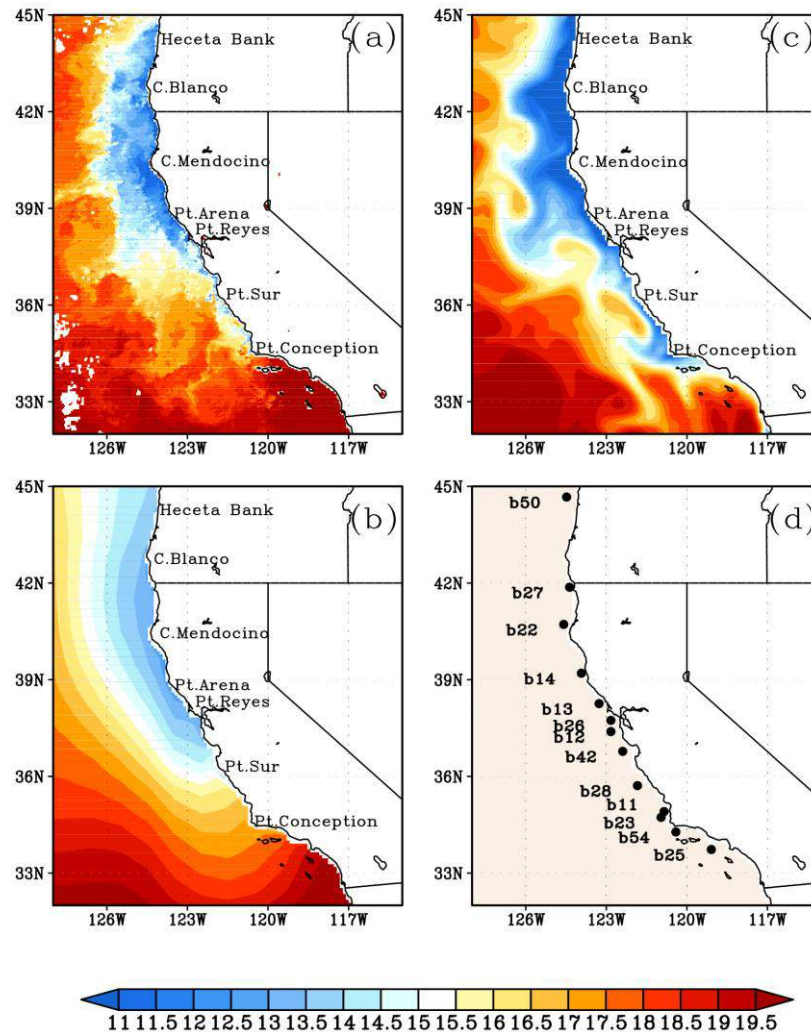 45N
Heceta Bank
(a)
C.Blanco
42N
C.Mendocino
39N
Pt.Arena
Pt.Reyes
36N
Pt.Sur
Pt.Conception
33N
126W 123W 120W 117W
45N
Heceta Bank
(c)
C.Blanco
42N
C.Mendocino
39N
Pt.Arena
Pt.Reyes
36N
Pt.Sur
Pt.Conception
33N
126W 123W 120W 117W
45N
Heceta Bank
(b)
C.Blanco
42N
C.Mendocino
39N
Pt.Arena
Pt.Reyes
36N
Pt.Sur
Pt.Conception
33N
126W 123W 120W 117W
45N
b50
(d)
42N
b27
b22
39N
b14
b13
b26
b12
b42
36N
b28
b11
b23
b54
b25
33N
126W 123W 120W 117W
11 11.5 12 12.5 13 13.5 14 14.5 15 15.5 16 16.5 17 17.5 18 18.5 19 19.5